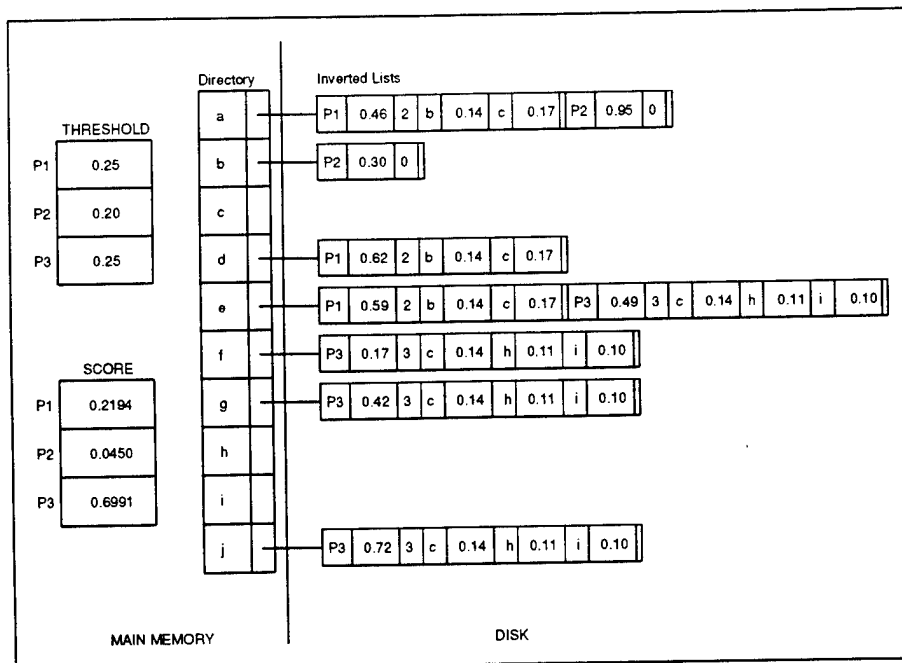 Directory
Inverted Lists
a
P1 0.46 2 b 0.14 c 0.17 P2 0.95 0
THRESHOLD
P1 0.25
P2 0.20
P3 0.25
b
P2 0.30 0
c
d
P1 0.62 2 b 0.14 c 0.17
e
P1 0.59 2 b 0.14 c 0.17 P3 0.49 3 c 0.14 h 0.11 i 0.10
f
P3 0.17 3 c 0.14 h 0.11 i 0.10
SCORE
P1 0.2194
P2 0.0450
P3 0.6991
g
P3 0.42 3 c 0.14 h 0.11 i 0.10
h
i
j
P3 0.72 3 c 0.14 h 0.11 i 0.10
MAIN MEMORY
DISK